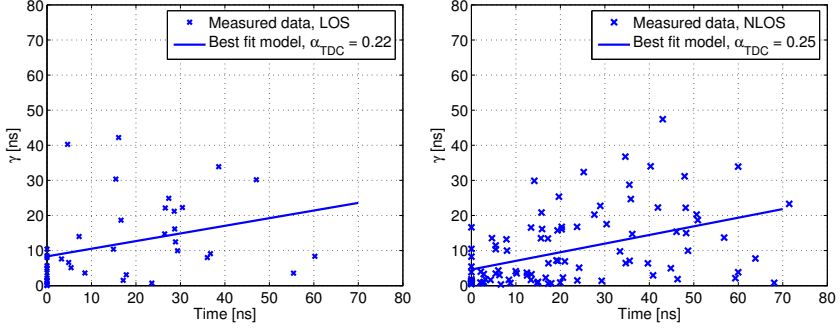 Measured data, LOS
Best fit model, α_TDC = 0.22
80
70
60
50
40
30
20
10
0
γ [ns]
0 10 20 30 40 50 60 70 80
Time [ns]
Measured data, NLOS
Best fit model, α_TDC = 0.25
80
70
60
50
40
30
20
10
0
γ [ns]
0 10 20 30 40 50 60 70 80
Time [ns]